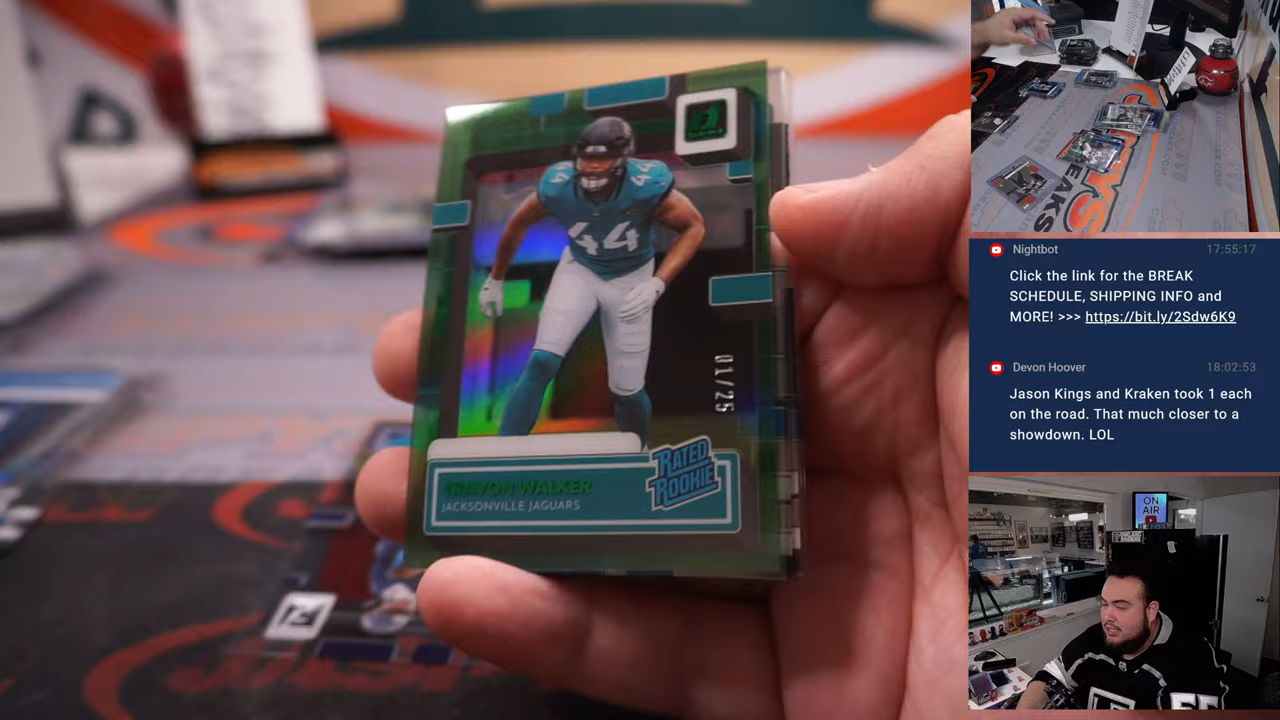 44
44
44
01/25
TRAVON WALKER
JACKSONVILLE JAGUARS
RATED
ROOKIE
Nightbot 17:55:17
Click the link for the BREAK
SCHEDULE, SHIPPING INFO and
MORE! >>> https://bit.ly/2Sdw6K9
Devon Hoover 18:02:53
Jason Kings and Kraken took 1 each
on the road. That much closer to a
showdown. LOL
ON
AIR